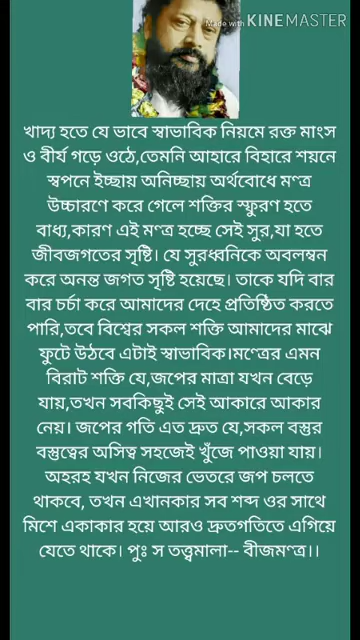 Made with KINEMASTER
খাদ্য হতে যে ভাবে স্বাভাবিক নিয়মে রক্ত মাংস
ও বীর্য গড়ে ওঠে,তেমনি আহারে বিহারে শয়নে
স্বপনে ইচ্ছায় অনিচ্ছায় অর্থবোধে মণ্ত্র
উচ্চারণে করে গেলে শক্তির স্ফুরণ হতে
বাধ্য,কারণ এই মণ্ত্র হচ্ছে সেই সুর,যা হতে
জীবজগতের সৃষ্টি। যে সুরধ্বনিকে অবলম্বন
করে অনন্ত জগত সৃষ্টি হয়েছে। তাকে যদি বার
বার চর্চা করে আমাদের দেহে প্রতিষ্ঠিত করতে
পারি,তবে বিশ্বের সকল শক্তি আমাদের মাঝে
ফুটে উঠবে এটাই স্বাভাবিক।মণ্ত্রের এমন
বিরাট শক্তি যে,জপের মাত্রা যখন বেড়ে
যায়,তখন সবকিছুই সেই আকারে আকার
নেয়। জপের গতি এত দ্রুত যে,সকল বস্তুর
বস্তুত্বের অসিত্ব সহজেই খুঁজে পাওয়া যায়।
অহরহ যখন নিজের ভেতরে জপ চলতে
থাকবে, তখন এখানকার সব শব্দ ওর সাথে
মিশে একাকার হয়ে আরও দ্রুতগতিতে এগিয়ে
যেতে থাকে। পুঃ স তত্ত্বমালা-- বীজমণ্ত্র।।